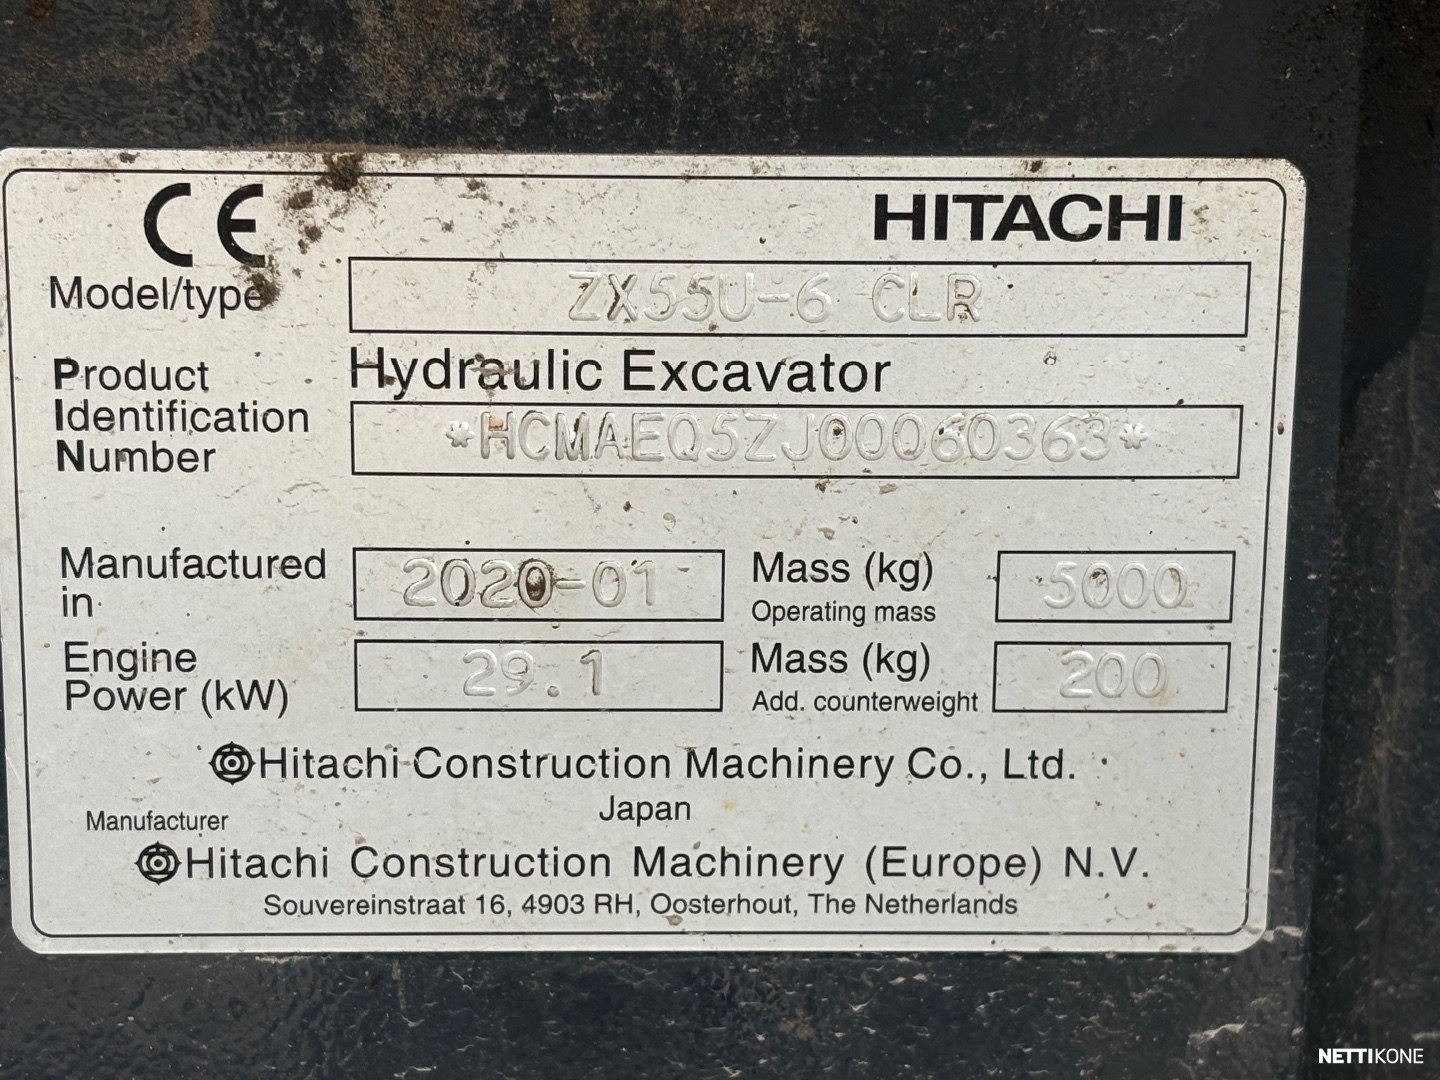 CE HITACHI
Model/type ZX55U-6 CLR
Hydraulic Excavator
Product
Identification
Number *HCMAEQ5ZJ00060363*
Manufactured in 2020-01 Mass (kg) Operating mass 5000
Engine Power (kW) 29.1 Mass (kg) Add. counterweight 200
Hitachi Construction Machinery Co., Ltd.
Japan
Manufacturer
Hitachi Construction Machinery (Europe) N.V.
Souvereinstraat 16, 4903 RH, Oosterhout, The Netherlands
NETTIKONE